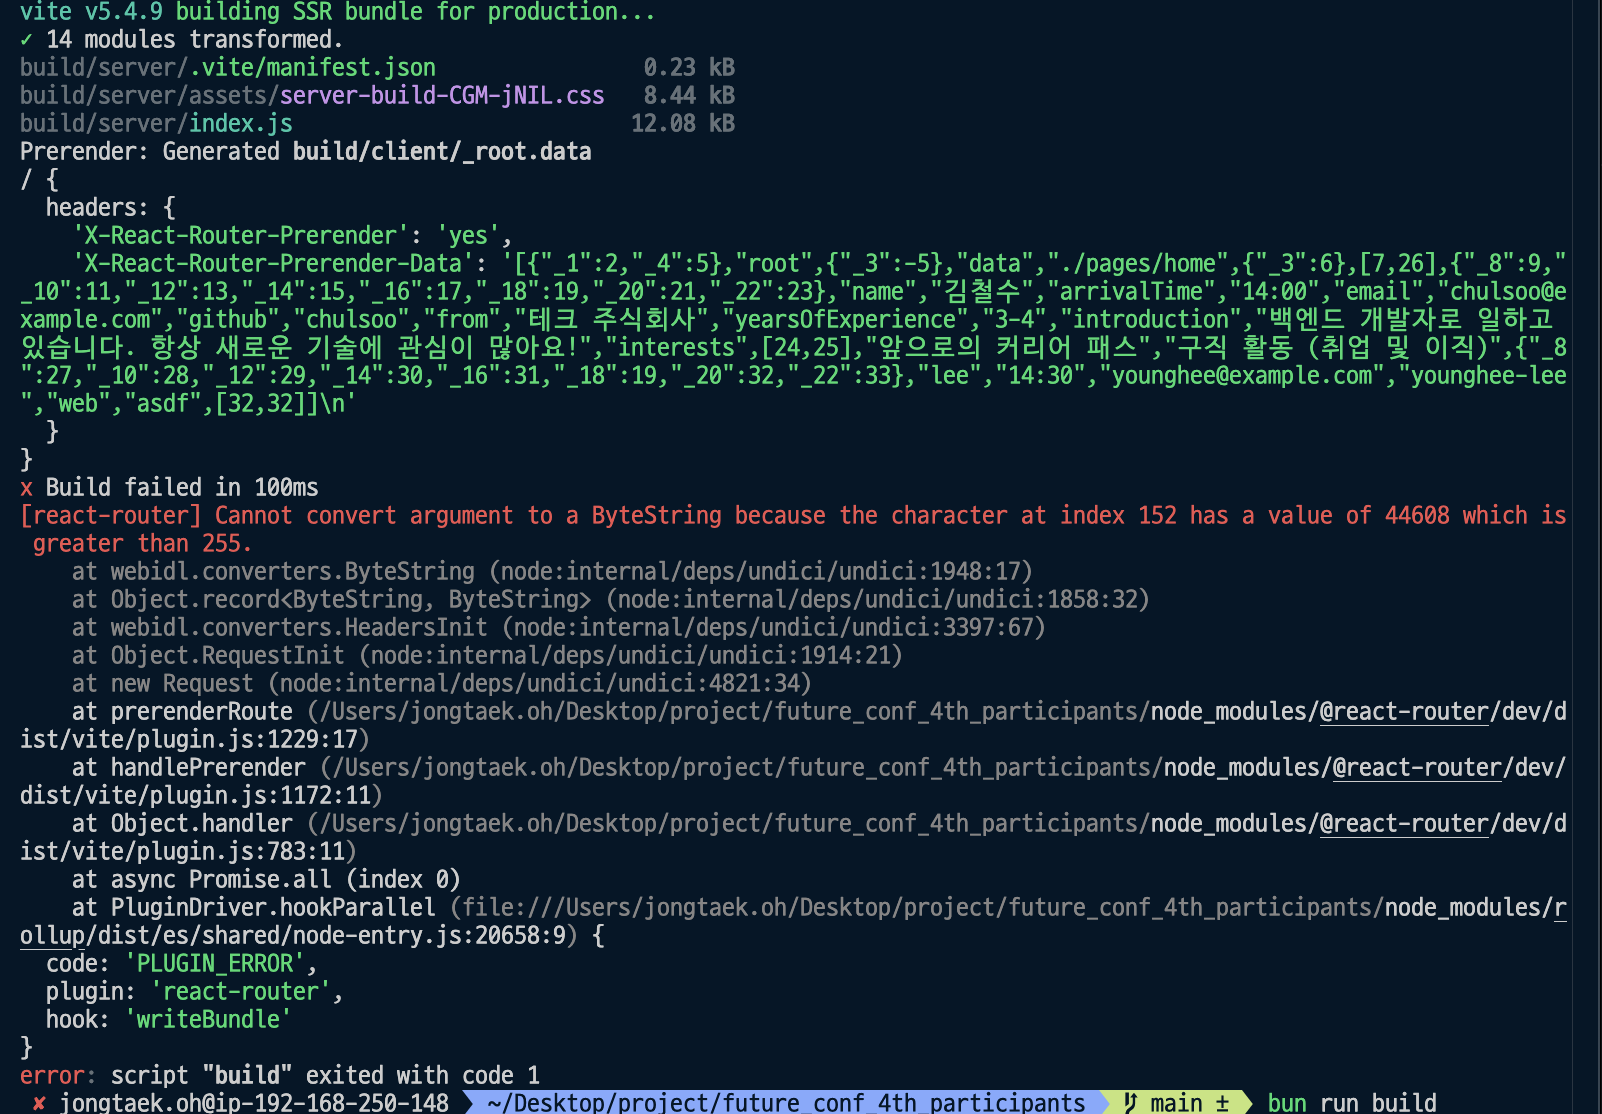 vite v5.4.9 building SSR bundle for production...
✓ 14 modules transformed.
build/server/.vite/manifest.json                0.23 kB
build/server/assets/server-build-CGM-jNIL.css   8.44 kB
build/server/index.js                          12.08 kB
Prerender: Generated build/client/_root.data
/ {
  headers: {
    'X-React-Router-Prerender': 'yes',
    'X-React-Router-Prerender-Data': '[{"_1":2,"_4":5},"root",{"_3":-5},"data","./pages/home",{"_3":6},[7,26],{"_8":9,"
_10":11,"_12":13,"_14":15,"_16":17,"_18":19,"_20":21,"_22":23},"name","김철수","arrivalTime","14:00","email","chulsoo@e
xample.com","github","chulsoo","from","테크 주식회사","yearsOfExperience","3-4","introduction","백엔드 개발자로 일하고
있습니다. 항상 새로운 기술에 관심이 많아요!","interests",[24,25],"앞으로의 커리어 패스","구직 활동 (취업 및 이직)",{"_8
":27,"_10":28,"_12":29,"_14":30,"_16":31,"_18":19,"_20":32,"_22":33},"lee","14:30","younghee@example.com","younghee-lee
","web","asdf",[32,32]]\n'
  }
}
x Build failed in 100ms
[react-router] Cannot convert argument to a ByteString because the character at index 152 has a value of 44608 which is
 greater than 255.
    at webidl.converters.ByteString (node:internal/deps/undici/undici:1948:17)
    at Object.record<ByteString, ByteString> (node:internal/deps/undici/undici:1858:32)
    at webidl.converters.HeadersInit (node:internal/deps/undici/undici:3397:67)
    at Object.RequestInit (node:internal/deps/undici/undici:1914:21)
    at new Request (node:internal/deps/undici/undici:4821:34)
    at prerenderRoute (/Users/jongtaek.oh/Desktop/project/future_conf_4th_participants/node_modules/@react-router/dev/d
ist/vite/plugin.js:1229:17)
    at handlePrerender (/Users/jongtaek.oh/Desktop/project/future_conf_4th_participants/node_modules/@react-router/dev/
dist/vite/plugin.js:1172:11)
    at Object.handler (/Users/jongtaek.oh/Desktop/project/future_conf_4th_participants/node_modules/@react-router/dev/d
ist/vite/plugin.js:783:11)
    at async Promise.all (index 0)
    at PluginDriver.hookParallel (file:///Users/jongtaek.oh/Desktop/project/future_conf_4th_participants/node_modules/r
ollup/dist/es/shared/node-entry.js:20658:9) {
  code: 'PLUGIN_ERROR',
  plugin: 'react-router',
  hook: 'writeBundle'
}
error: script "build" exited with code 1
✘ jongtaek.oh@ip-192-168-250-148 ~/Desktop/project/future_conf_4th_participants main ± bun run build